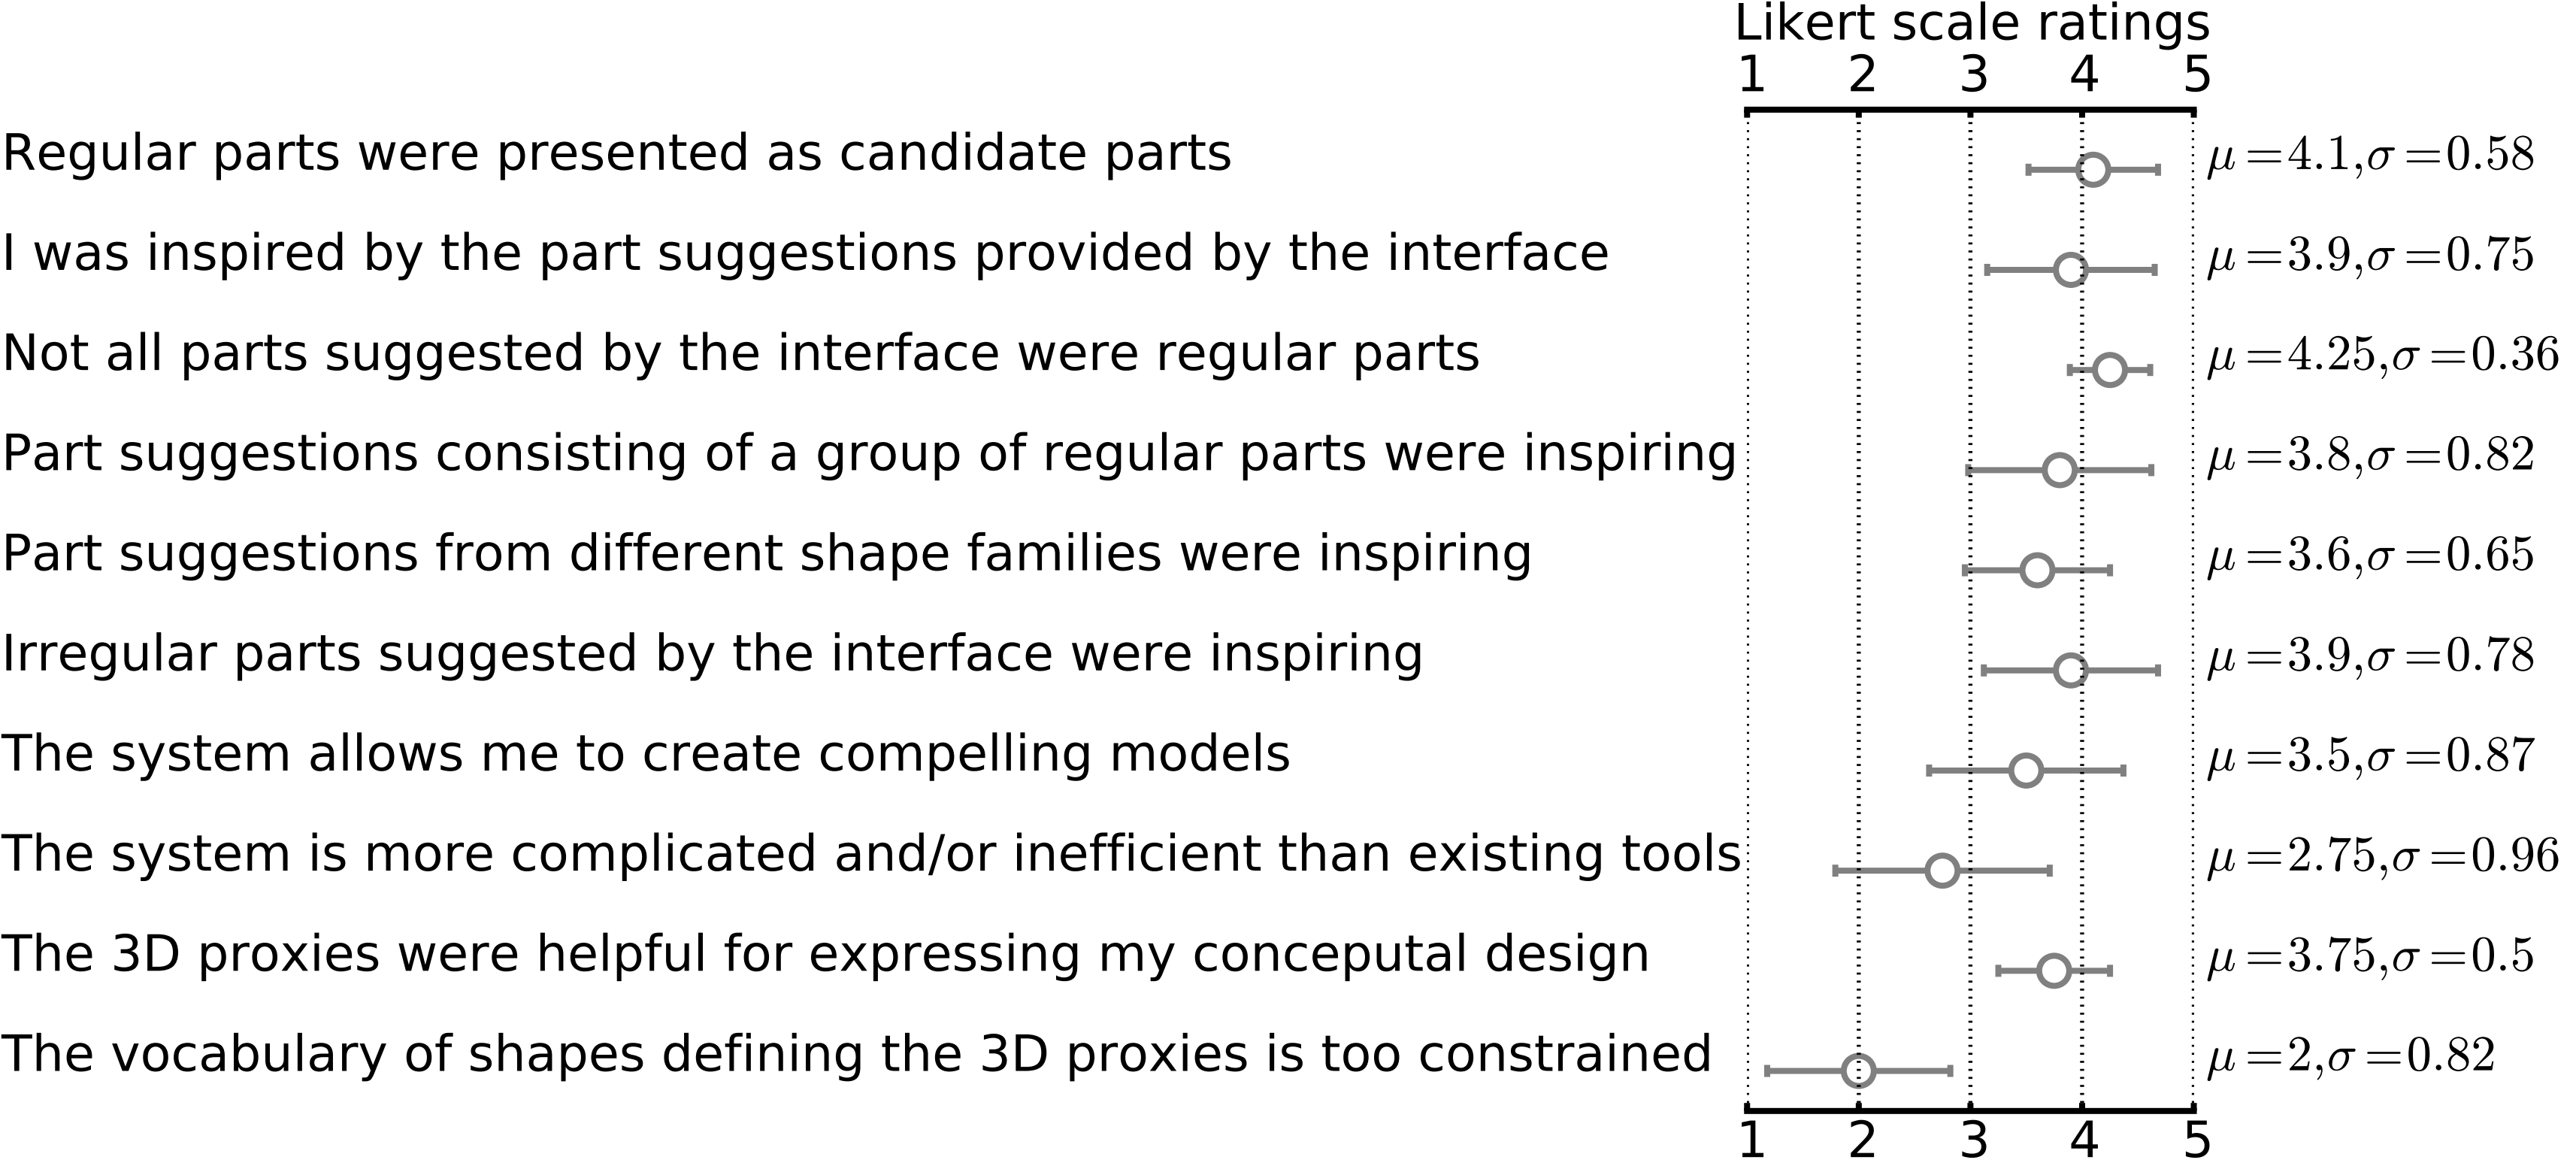 Likert scale ratings
1 2 3 4 5
Regular parts were presented as candidate parts μ=4.1,σ=0.58
I was inspired by the part suggestions provided by the interface μ=3.9,σ=0.75
Not all parts suggested by the interface were regular parts μ=4.25,σ=0.36
Part suggestions consisting of a group of regular parts were inspiring μ=3.8,σ=0.82
Part suggestions from different shape families were inspiring μ=3.6,σ=0.65
Irregular parts suggested by the interface were inspiring μ=3.9,σ=0.78
The system allows me to create compelling models μ=3.5,σ=0.87
The system is more complicated and/or inefficient than existing tools μ=2.75,σ=0.96
The 3D proxies were helpful for expressing my conceputal design μ=3.75,σ=0.5
The vocabulary of shapes defining the 3D proxies is too constrained μ=2,σ=0.82
1 2 3 4 5